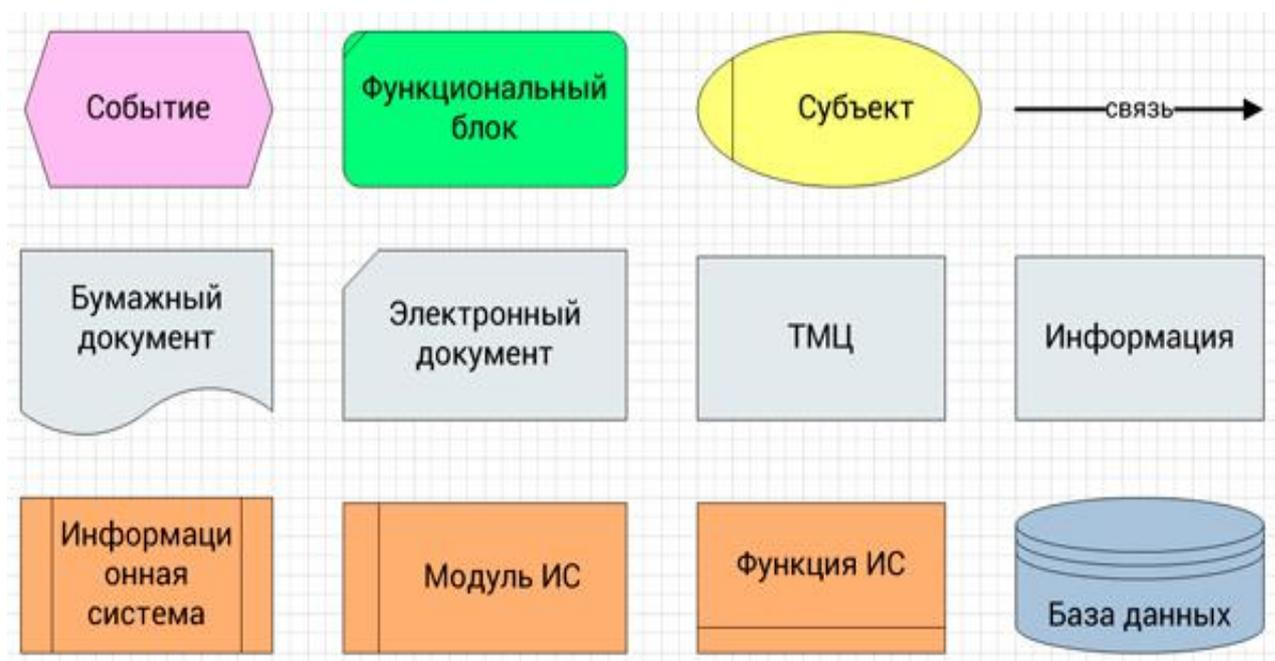 Событие
Функциональный
блок
Субъект
связь
Бумажный
документ
Электронный
документ
ТМЦ
Информация
Информаци
онная
система
Модуль ИС
Функция ИС
База данных